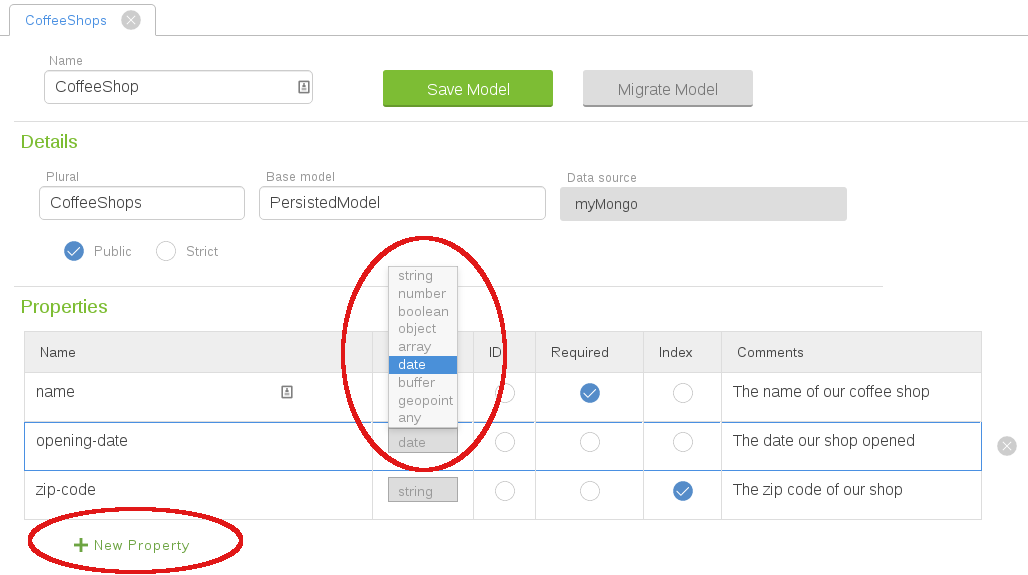 CoffeeShops
Name
CoffeeShop
Save Model
Migrate Model
Details
Plural
Base model
Data source
CoffeeShops
PersistedModel
myMongo
Public
Strict
Properties
string
number
boolean
object
array
date
buffer
geopoint
any
Name ID Required Index Comments
name The name of our coffee shop
opening-date date The date our shop opened
zip-code string The zip code of our shop
New Property